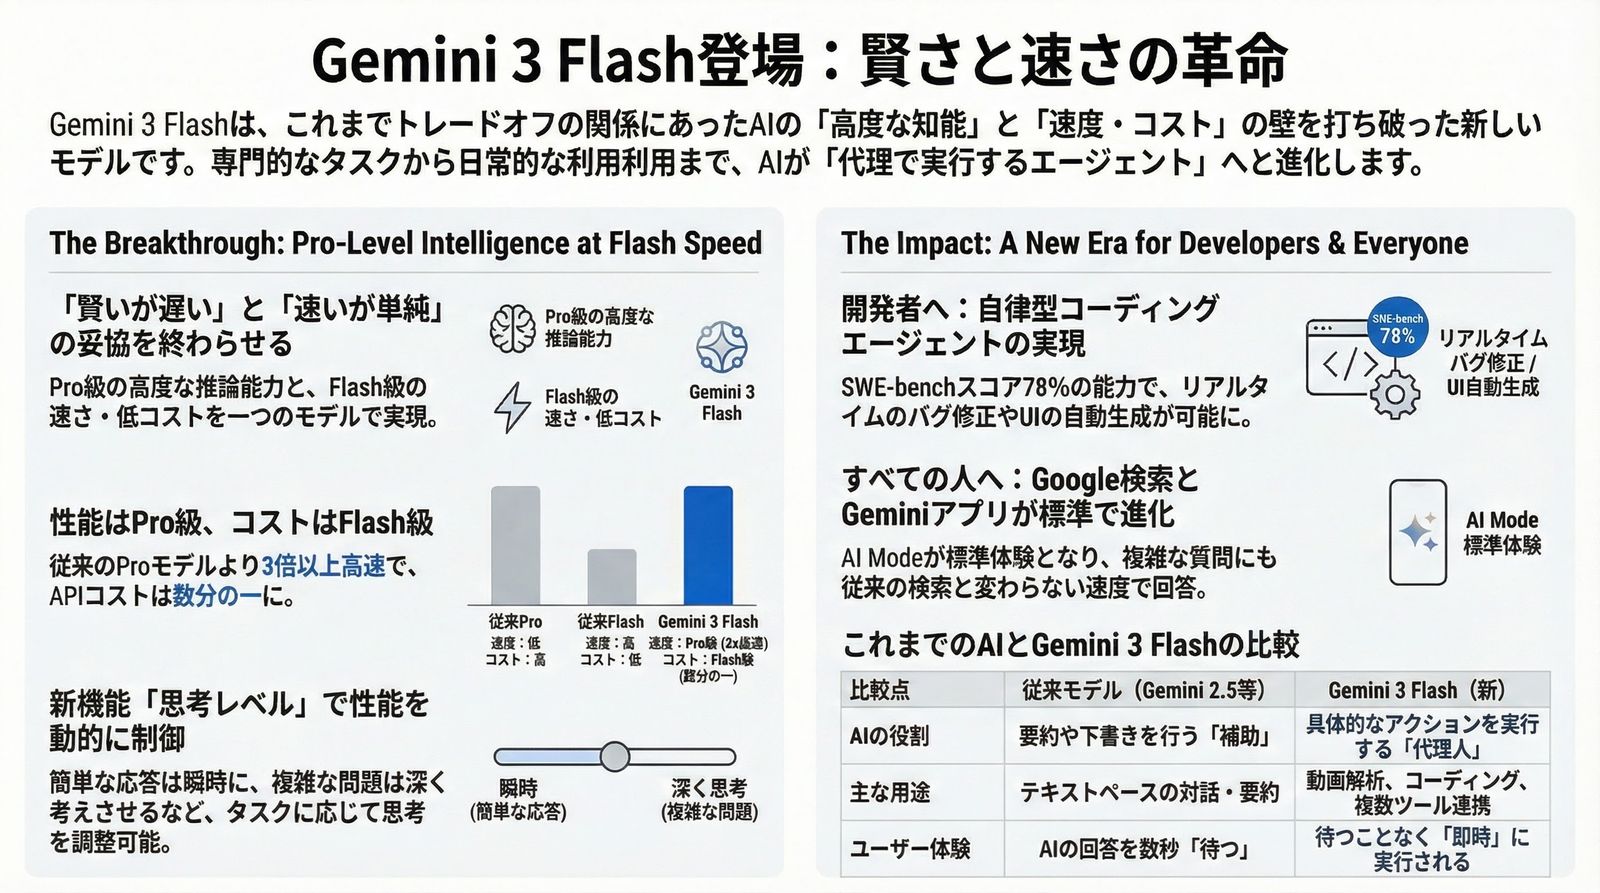 Gemini 3 Flash登場：賢さと速さの革命
Gemini 3 Flashは、これまでトレードオフの関係にあったAIの「高度な知能」と「速度・コスト」の壁を打ち破った新しい
モデルです。専門的なタスクから日常的な利用利用まで、AIが「代理で実行するエージェント」へと進化します。
The Breakthrough: Pro-Level Intelligence at Flash Speed
「賢いが遅い」と「速いが単純」
の妥協を終わらせる
Pro級の高度な推論能力と、Flash級の
速さ・低コストを一つのモデルで実現。
Pro級の高度な
推論能力
Flash級の
速さ・低コスト
Gemini 3
Flash
性能はPro級、コストはFlash級
従来のProモデルより3倍以上高速で、
APIコストは数分の一に。
従来Pro
速度：低
コスト：高
従来Flash
速度：高
コスト：低
Gemini 3 Flash
速度：Pro験 (2x
コスト：Flash験
分の一)
新機能「思考レベル」で性能を
動的に制御
簡単な応答は瞬時に、複雑な問題は深く
考えさせるなど、タスクに応じて思考
を調整可能。
瞬時
(簡単な応答)
深く思考
(複雑な問題)
The Impact: A New Era for Developers & Everyone
開発者へ：自律型コーディング
エージェントの実現
SWE-benchスコア78%の能力で、リアルタ
イムのバグ修正やUIの自動生成が可能に。
SNE-bench
78%
リアルタイム
バグ修正 /
UI自動生成
すべての人へ：Google検索と
Geminiアプリが標準で進化
AI Modeが標準体験となり、複雑な質問にも
従来の検索と変わらない速度で回答。
AI Mode
標準体験
これまでのAIとGemini 3 Flashの比較
比較点 従来モデル（Gemini 2.5等） Gemini 3 Flash（新）
AIの役割 要約や下書きを行う「補助」 具体的なアクションを実行
する「代理人」
主な用途 テキストベースの対話・要約 動画解析、コーディング、
複数ツール連携
ユーザー体験 AIの回答を数秒「待つ」 待つことなく「即時」に
実行される